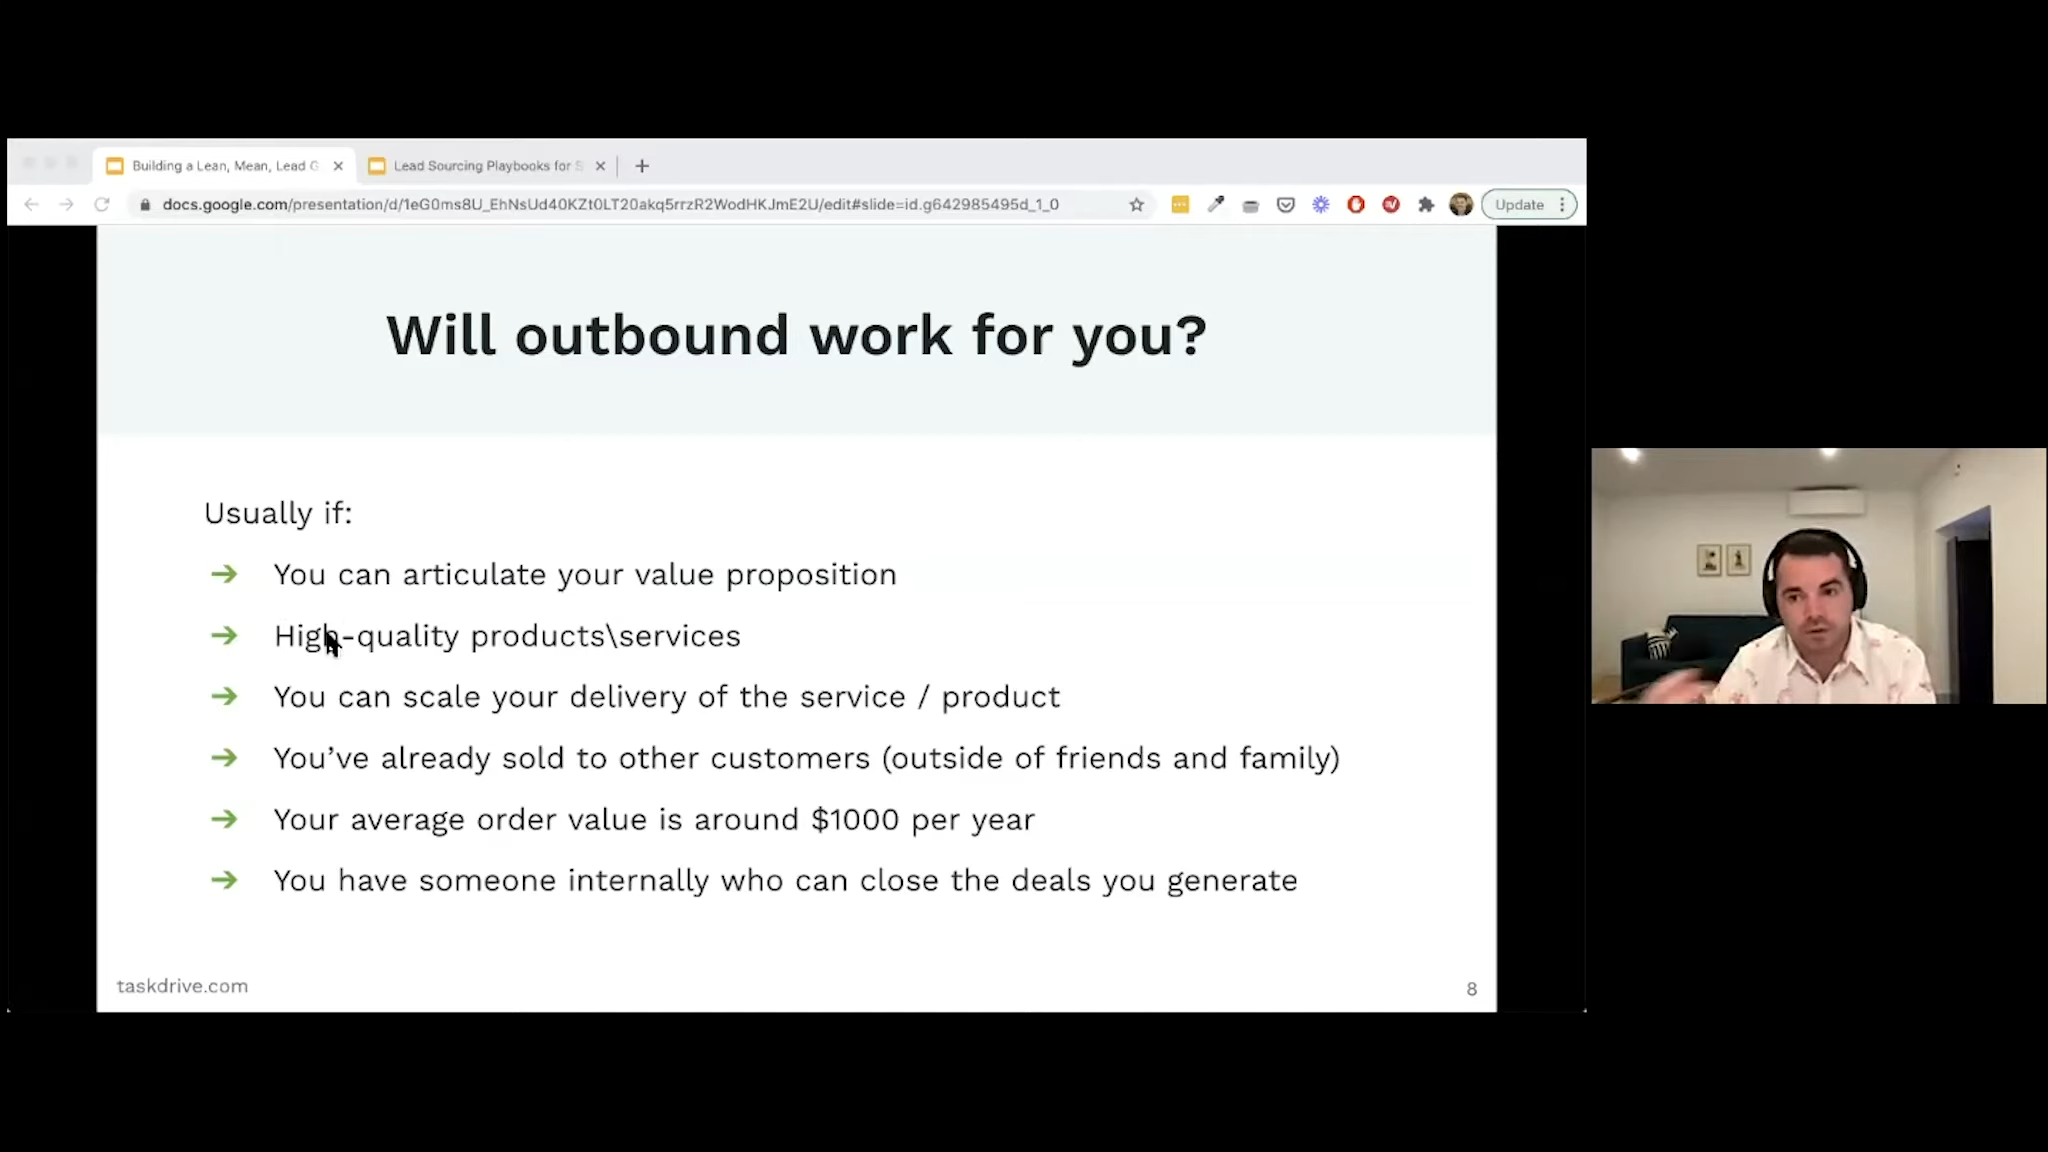 Building a Lean, Mean, Lead G
Lead Sourcing Playbooks for S
docs.google.com/presentation/d/1eG0ms8U_EhNsUd40KZt0LT20akq5rrzR2WodHKJmE2U/edit#slide=id.g642985495d_1_0
Update
Will outbound work for you?
Usually if:
➔ You can articulate your value proposition
➔ High-quality products\services
➔ You can scale your delivery of the service / product
➔ You’ve already sold to other customers (outside of friends and family)
➔ Your average order value is around $1000 per year
➔ You have someone internally who can close the deals you generate
taskdrive.com
8